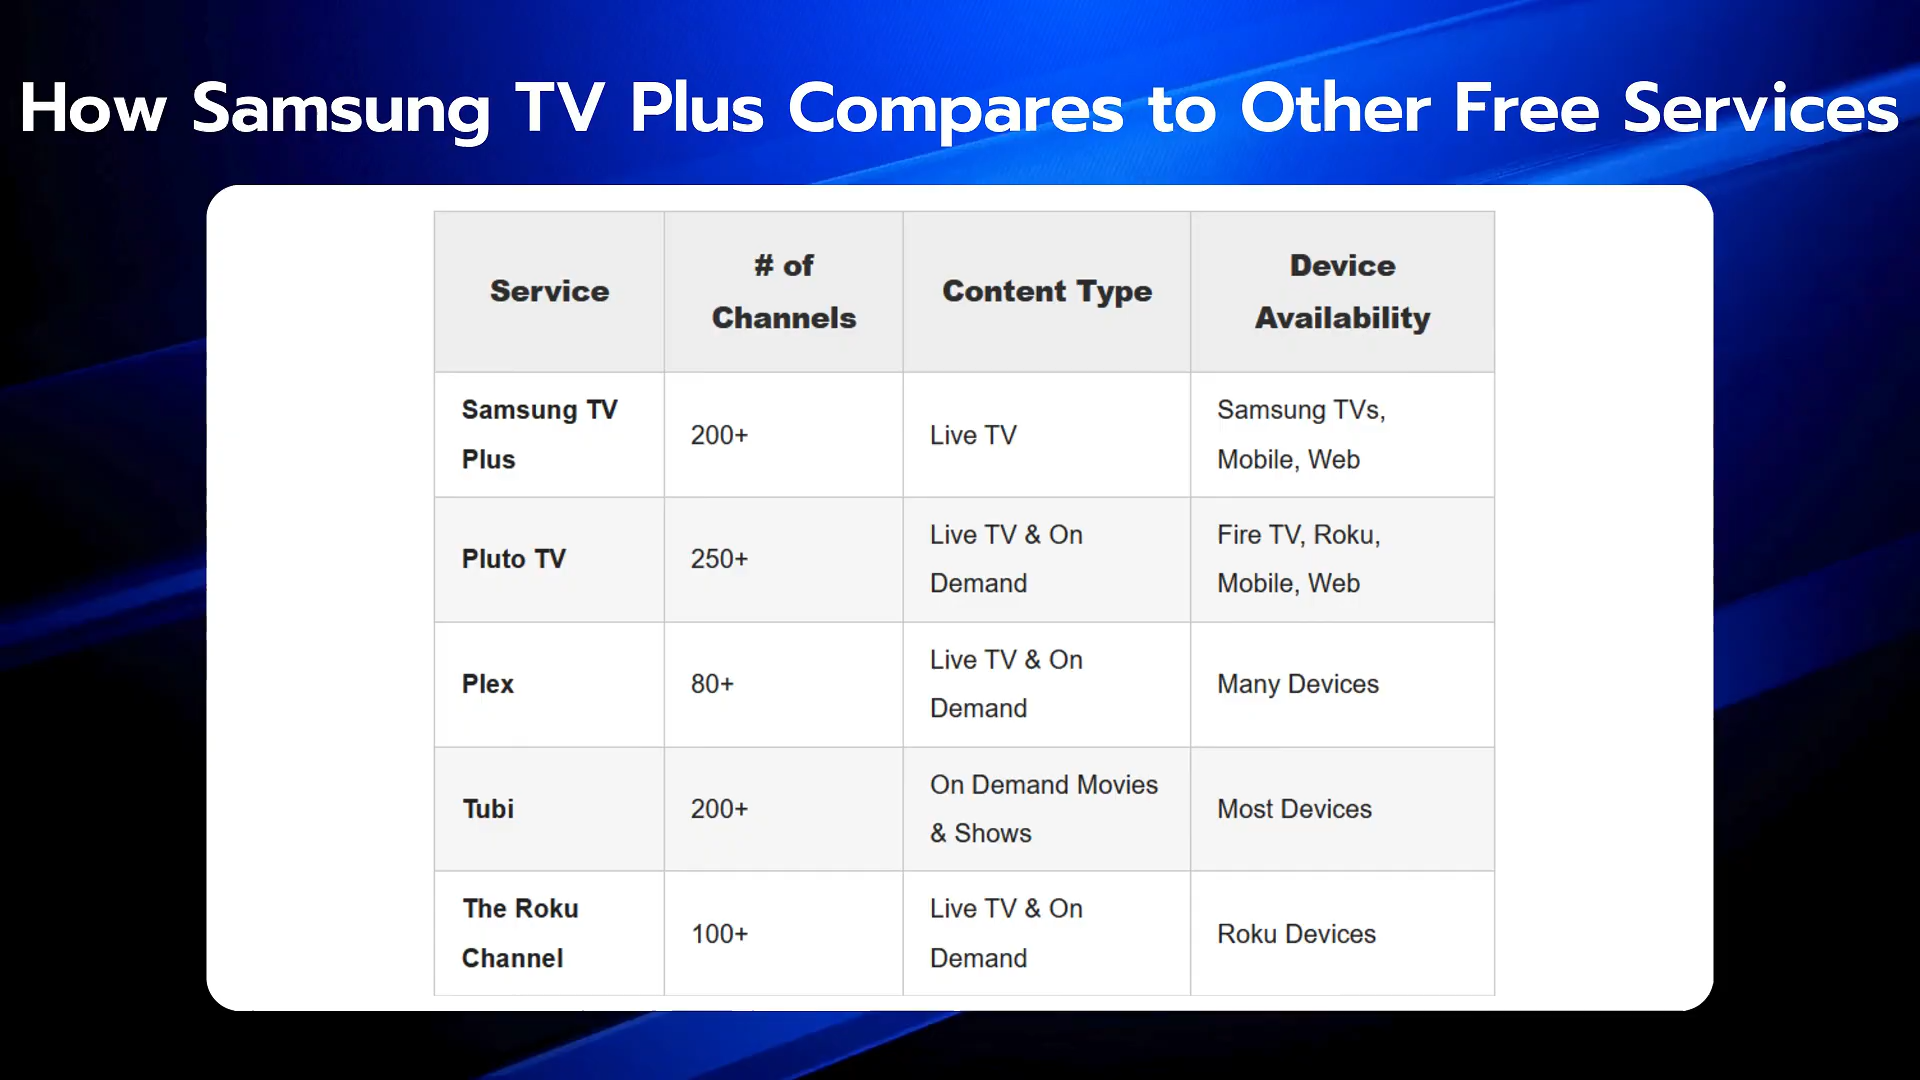 How Samsung TV Plus Compares to Other Free Services
Service
# of
Channels
Content Type
Device
Availability
Samsung TV
Plus
200+
Live TV
Samsung TVs,
Mobile, Web
Pluto TV
250+
Live TV & On
Demand
Fire TV, Roku,
Mobile, Web
Plex
80+
Live TV & On
Demand
Many Devices
Tubi
200+
On Demand Movies
& Shows
Most Devices
The Roku
Channel
100+
Live TV & On
Demand
Roku Devices